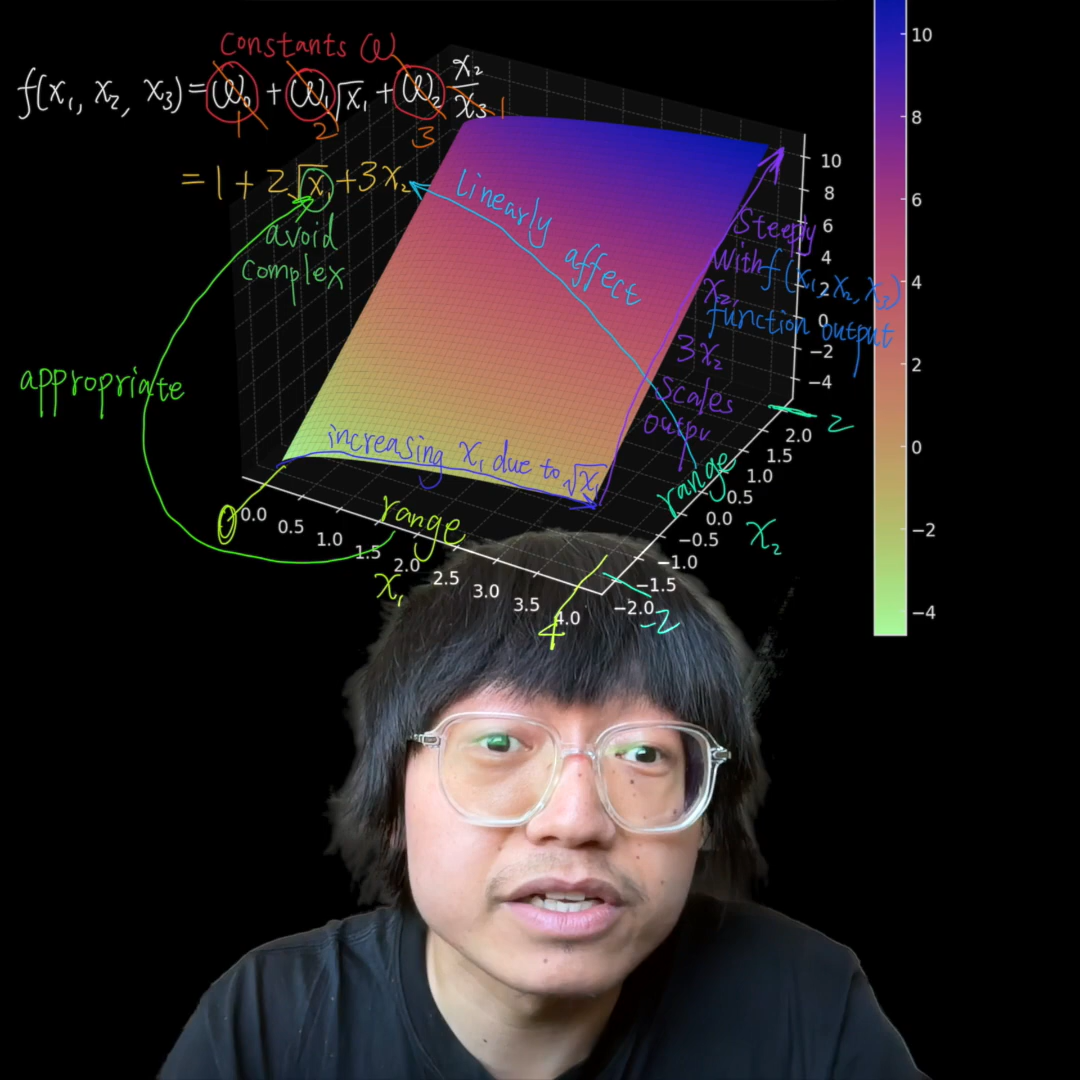 Constants ω
f(x₁, x₂, x₃) = ω₀ + ω₁√x₁ + ω₂ x₂/x₃
1
2
3
1
= 1 + 2√x₁ + 3x₂
avoid
complex
Linearly affect
appropriate
Steeply
with
x₂,
3x₂
Scales
outpu
f(x₁, x₂, x₃)
function output
increasing x₁ due to √x₁
range
x₁
0
4
range
x₂
-2
2
0.0 0.5 1.0 1.5 2.0 2.5 3.0 3.5 4.0
−2.0 −1.5 −1.0 −0.5 0.0 0.5 1.0 1.5 2.0
10
8
6
4
2
0
−2
−4
10
8
6
4
2
0
−2
−4